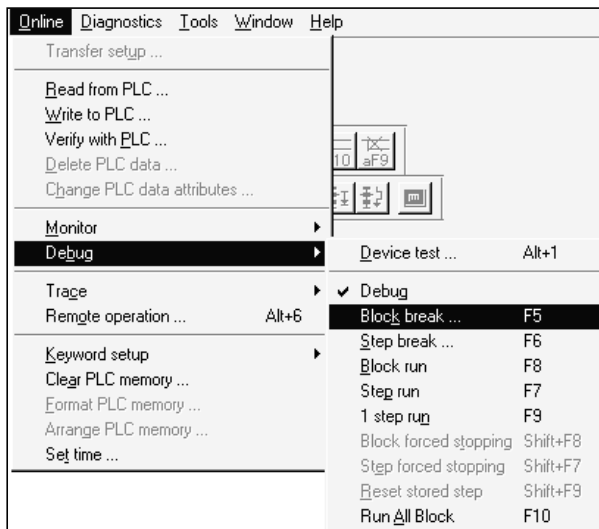 Online Diagnostics Tools Window Help
Transfer setup ...
Read from PLC ...
Write to PLC ...
Verify with PLC ...
Delete PLC data ...
Change PLC data attributes ...
Monitor
Debug
Trace
Remote operation ... Alt+6
Keyword setup
Clear PLC memory ...
Format PLC memory ...
Arrange PLC memory ...
Set time ...
10 aF9
Device test ... Alt+1
Debug
Block break ... F5
Step break ... F6
Block run F8
Step run F7
1 step run F9
Block forced stopping Shift+F8
Step forced stopping Shift+F7
Reset stored step Shift+F9
Run All Block F10